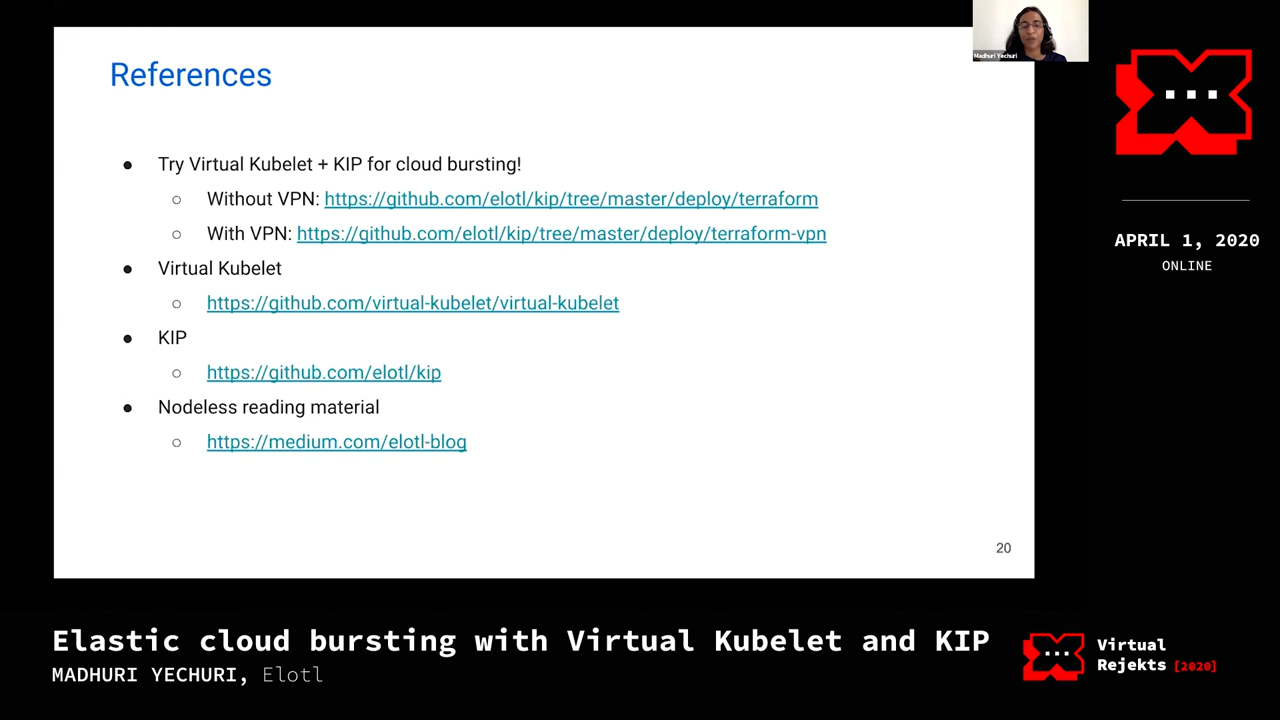 References
● Try Virtual Kubelet + KIP for cloud bursting!
○ Without VPN: https://github.com/elotl/kip/tree/master/deploy/terraform
○ With VPN: https://github.com/elotl/kip/tree/master/deploy/terraform-vpn
● Virtual Kubelet
○ https://github.com/virtual-kubelet/virtual-kubelet
● KIP
○ https://github.com/elotl/kip
● Nodeless reading material
○ https://medium.com/elotl-blog
20
Madhuri Yechuri
APRIL 1, 2020
ONLINE
Elastic cloud bursting with Virtual Kubelet and KIP
MADHURI YECHURI, Elotl
Virtual
Rejekts [2020]